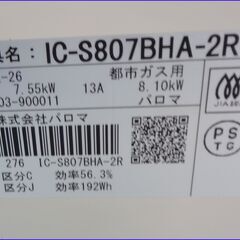 具名：IC-S807BHA-2R
-26 都市ガス用
7.55kW 13A 8.10kW
03-900011 パロマ
JIA
株式会社パロマ
PS
TG
276 IC-S807BHA-2R
区分C 効率56.3%
区分J 効率192Wh